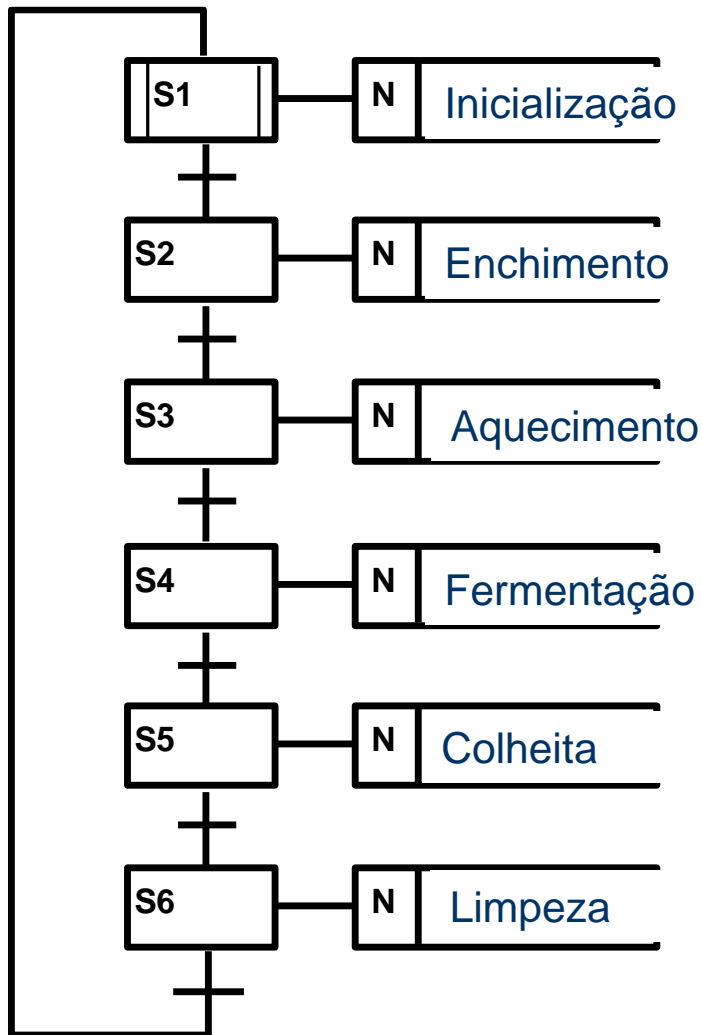 S1 N Inicialização
S2 N Enchimento
S3 N Aquecimento
S4 N Fermentação
S5 N Colheita
S6 N Limpeza